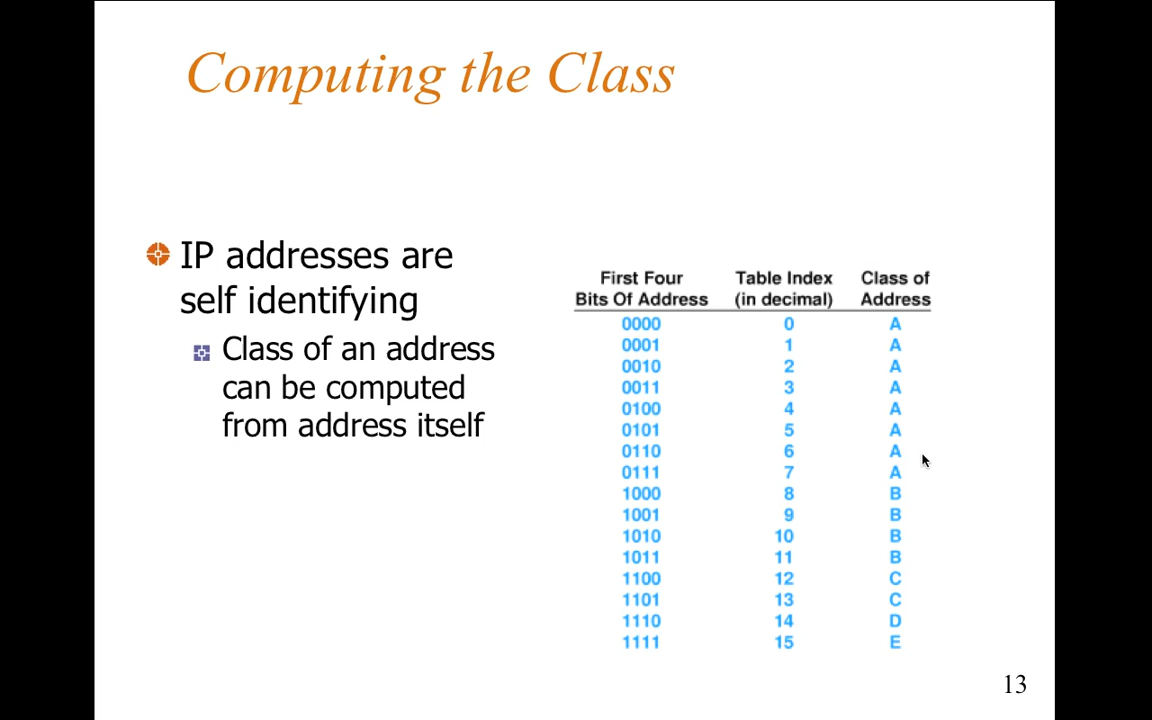 Computing the Class
IP addresses are
self identifying
Class of an address
can be computed
from address itself
First Four Table Index Class of
Bits Of Address (in decimal) Address
0000 0 A
0001 1 A
0010 2 A
0011 3 A
0100 4 A
0101 5 A
0110 6 A
0111 7 A
1000 8 B
1001 9 B
1010 10 B
1011 11 B
1100 12 C
1101 13 C
1110 14 D
1111 15 E
13